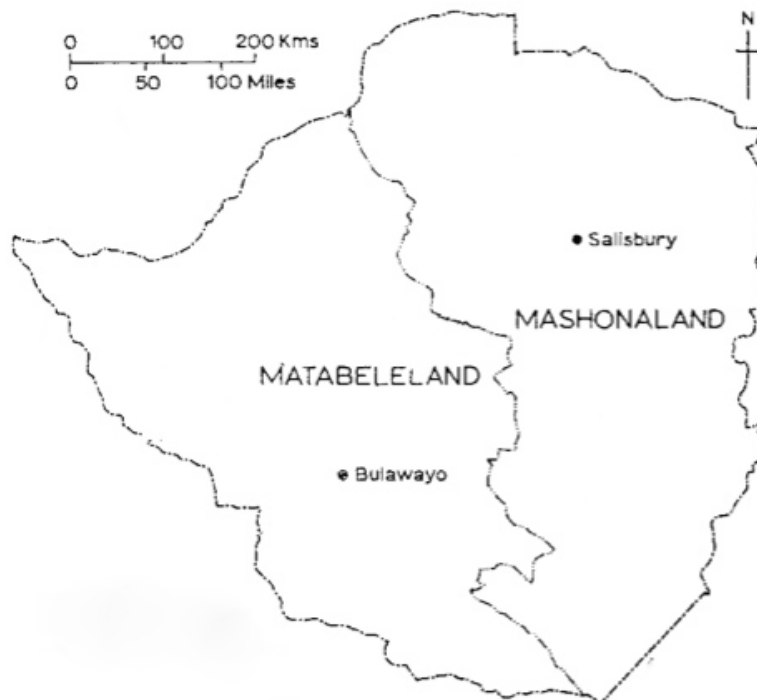 0 100 200 Kms
0 50 100 Miles
N
Salisbury
MASHONALAND
MATABELELAND
Bulawayo